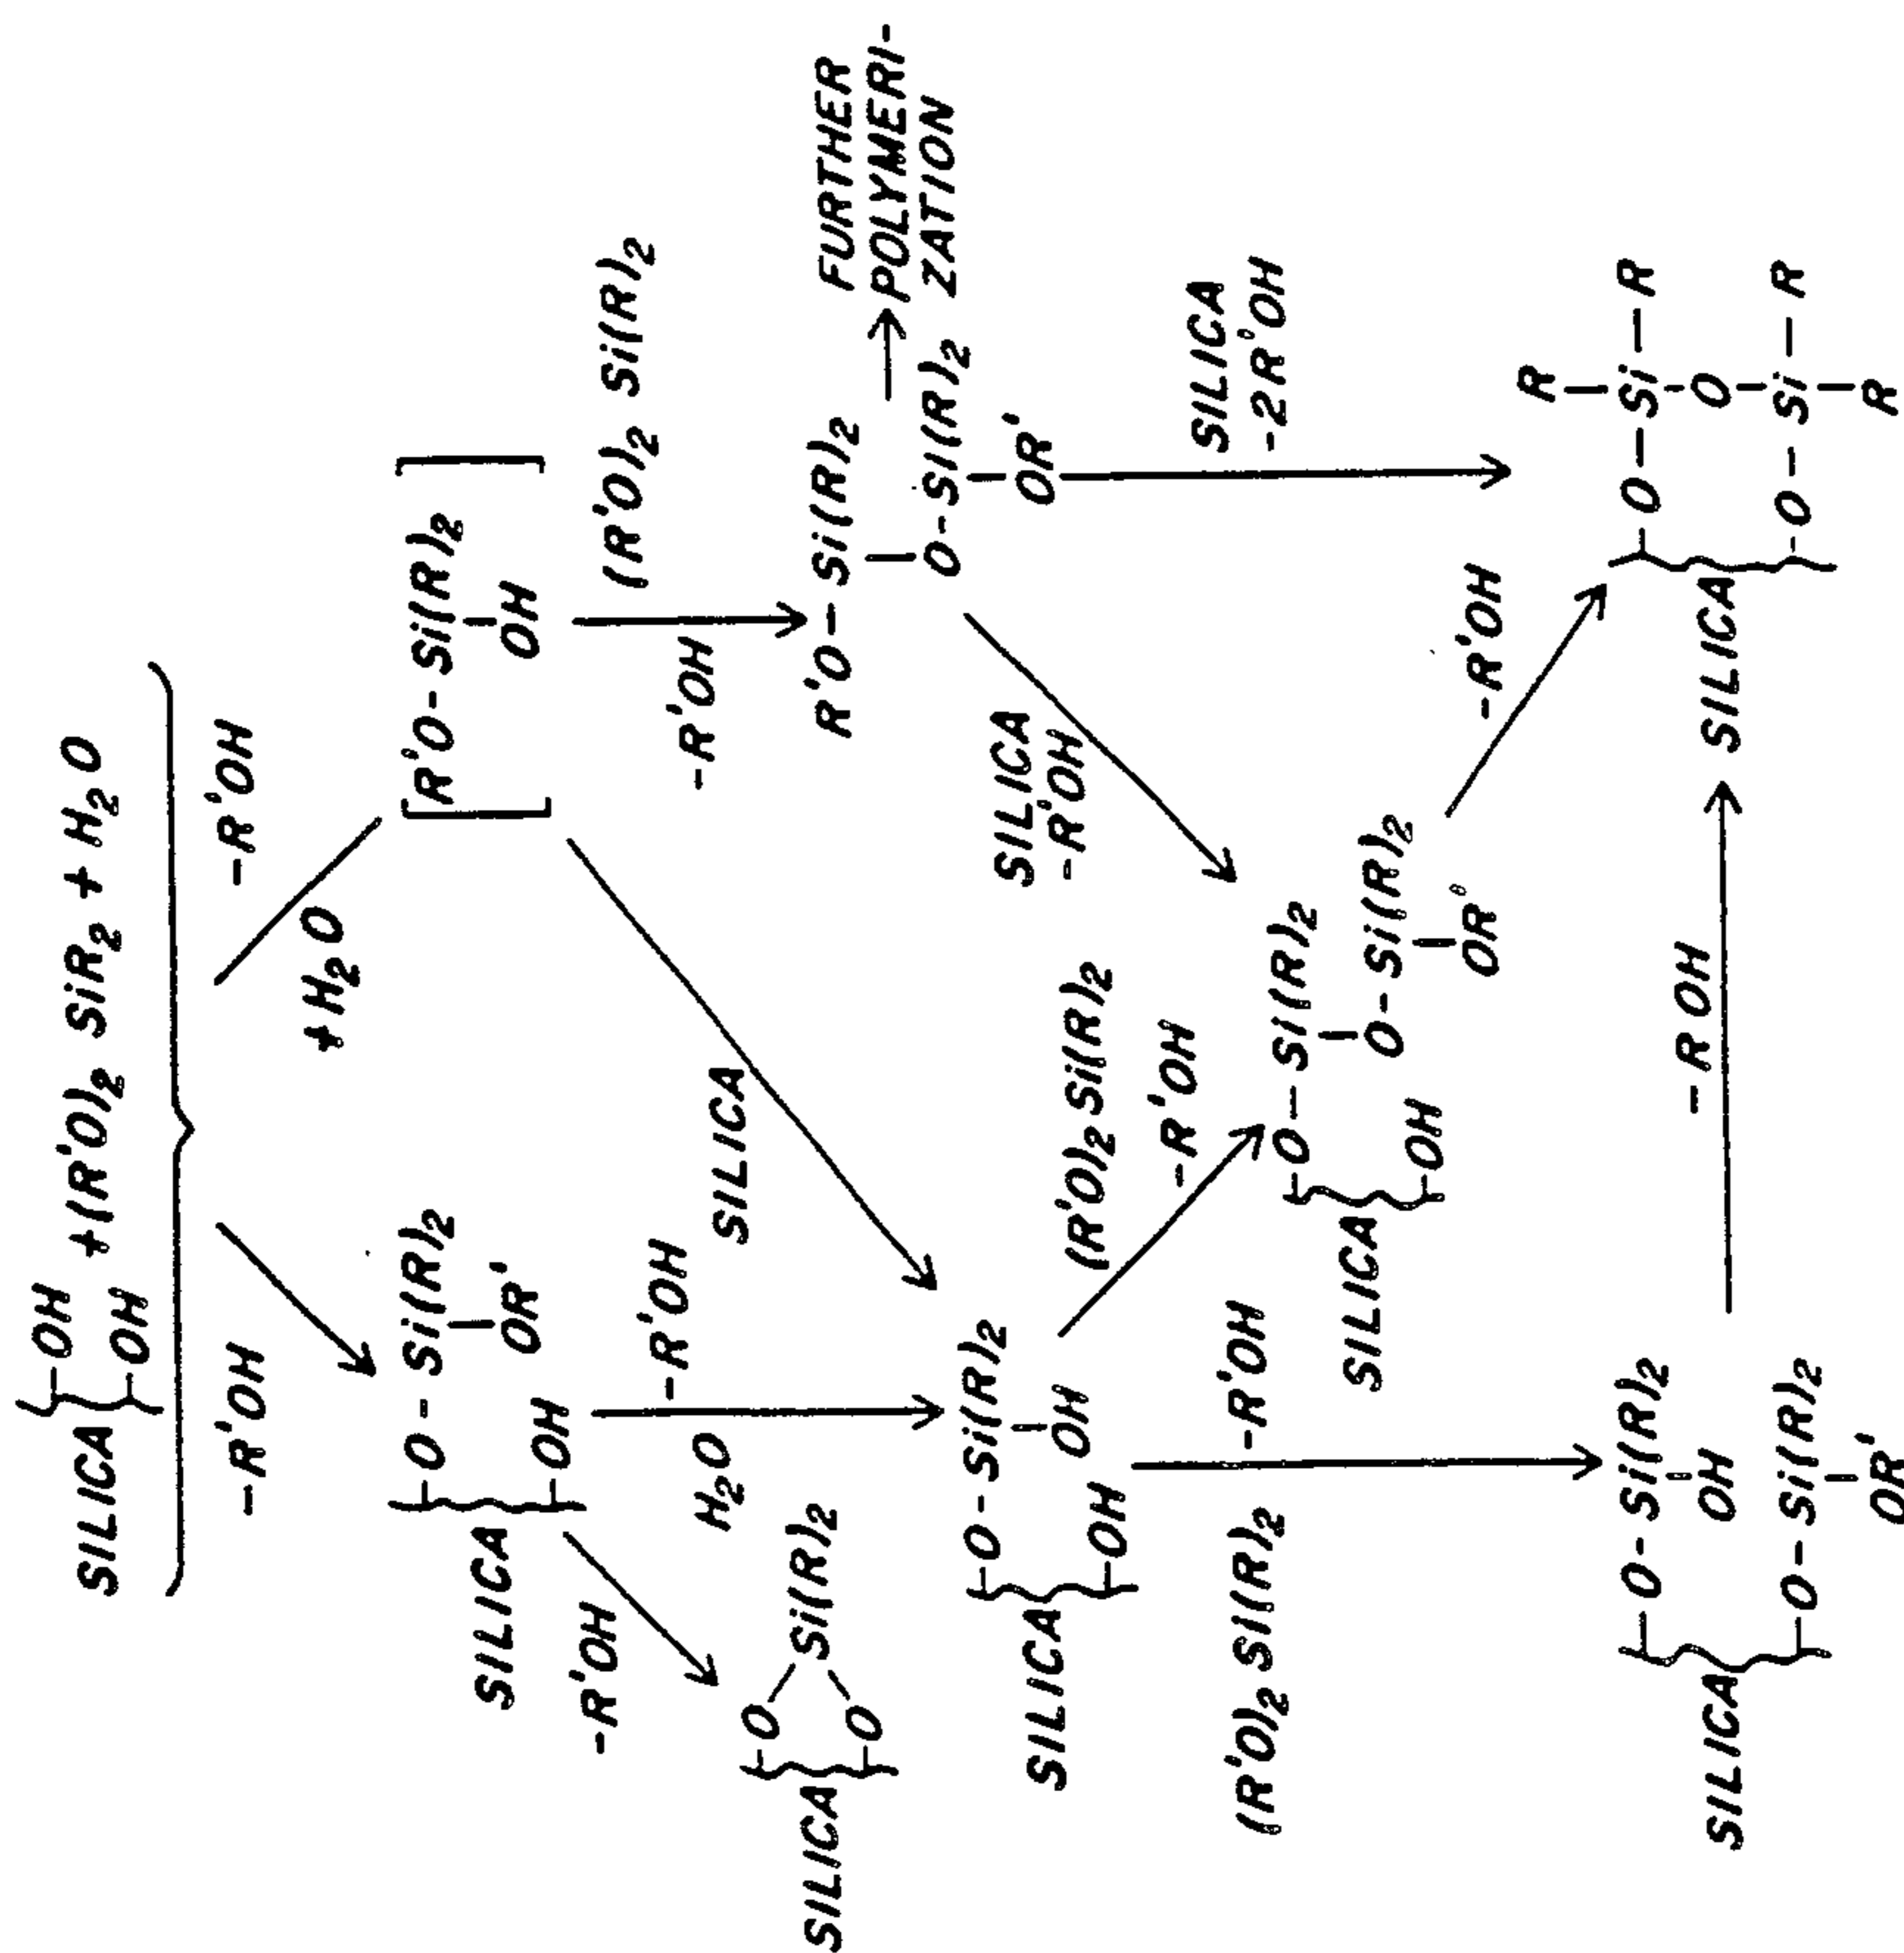 SILICA -OH -OH +(R'O)2 SiR2 + H2O
-R'OH
+H2O -R'OH
SILICA -O-Si(R)2
OR'
-OH
[R'O-Si(R)2]
OH
-R'OH
H2O -R'OH
SILICA
-R'OH (R'O)2 Si(R)2
SILICA -O
-O Si(R)2
R'O-Si(R)2
O-Si(R)2
OR'
FURTHER
POLYMERI-
ZATION
SILICA -O-Si(R)2
OH
-OH
SILICA
-R'OH
SILICA
-2R'OH
(R'O)2 Si(R)2
-R'OH
(R'O)2 Si(R)2 -R'OH
SILICA -O-Si(R)2
O-Si(R)2
OR'
-OH
-R'OH
SILICA -O-Si(R)2
OH
-O-Si(R)2
OR'
-ROH
SILICA
R
-O-Si-R
O
-O-Si-R
R